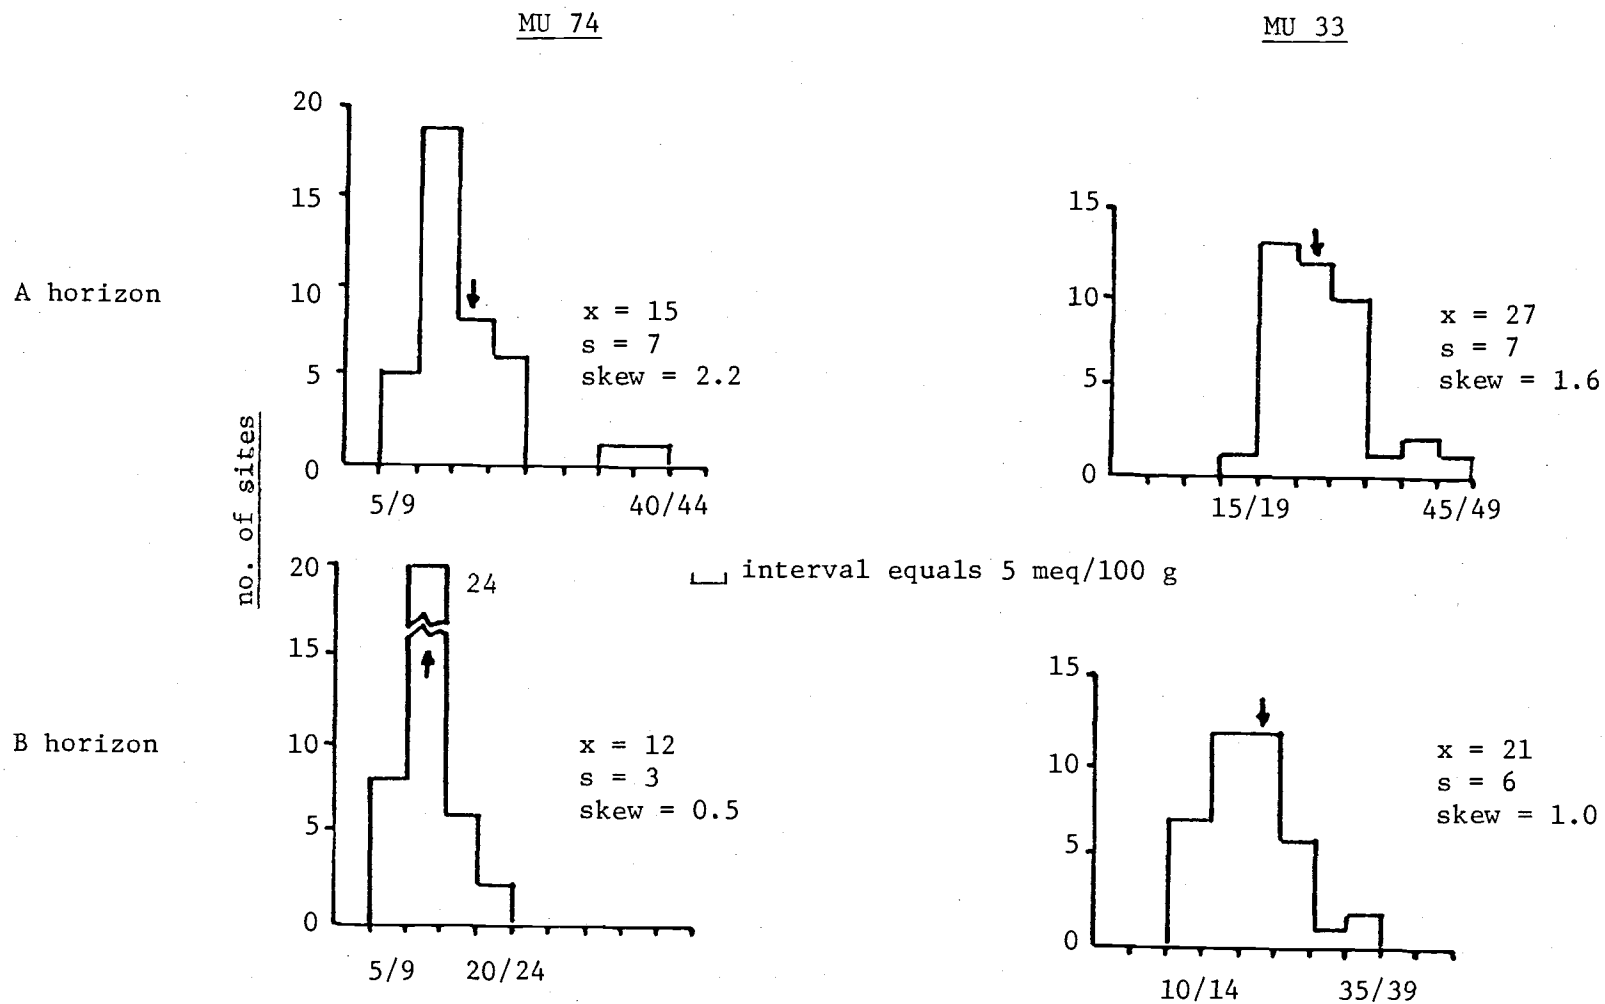 MU 74
MU 33
A horizon
20
15
10
5
0
5/9
40/44
x = 15
s = 7
skew = 2.2
15
10
5
0
15/19
45/49
x = 27
s = 7
skew = 1.6
no. of sites
interval equals 5 meq/100 g
B horizon
20
15
10
5
0
24
5/9
20/24
x = 12
s = 3
skew = 0.5
15
10
5
0
10/14
35/39
x = 21
s = 6
skew = 1.0